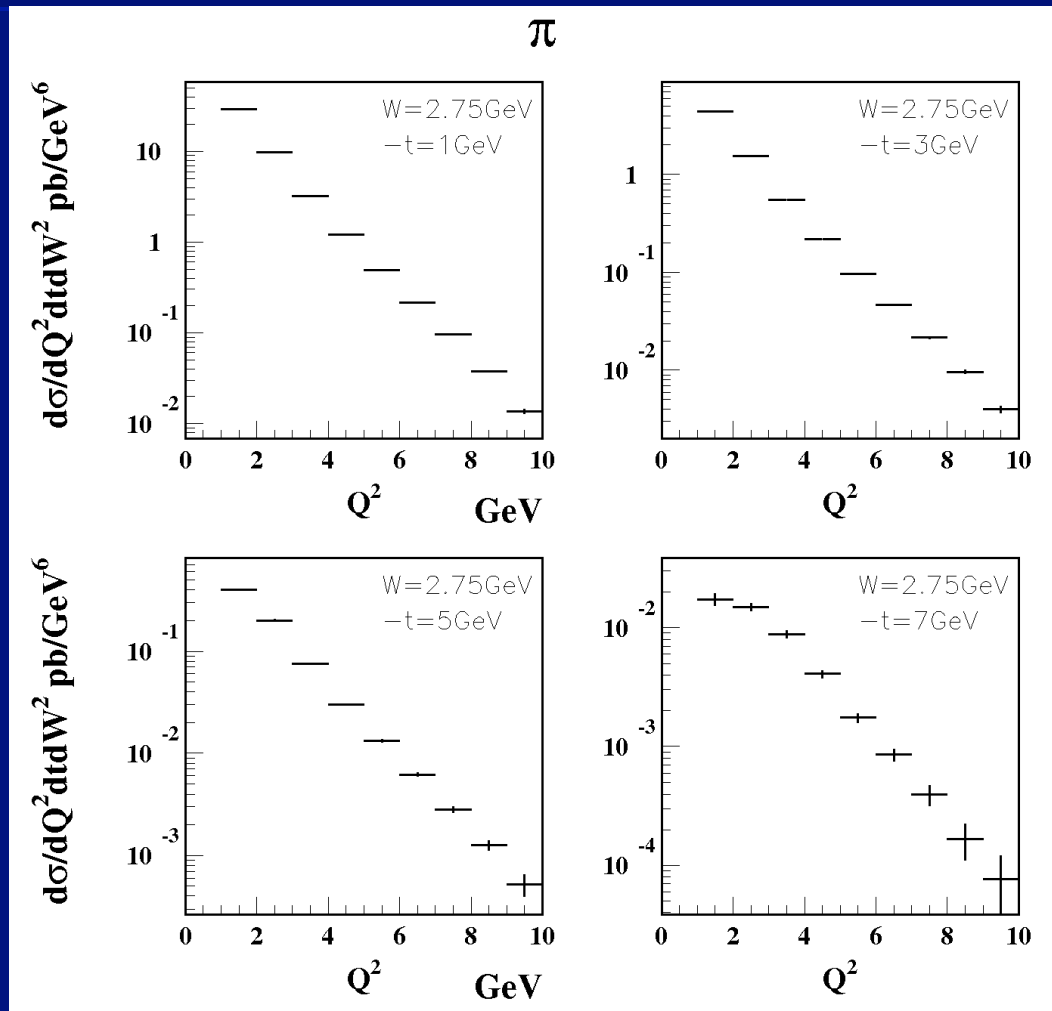 π
dσ/dQ²dtdW² pb/GeV⁶
W=2.75GeV
−t=1GeV
10
1
10⁻¹
10⁻²
0 2 4 6 8 10
Q²
GeV
W=2.75GeV
−t=3GeV
1
10⁻¹
10⁻²
0 2 4 6 8 10
Q²
dσ/dQ²dtdW² pb/GeV⁶
W=2.75GeV
−t=5GeV
10⁻¹
10⁻²
10⁻³
0 2 4 6 8 10
Q²
GeV
W=2.75GeV
−t=7GeV
10⁻²
10⁻³
10⁻⁴
0 2 4 6 8 10
Q²